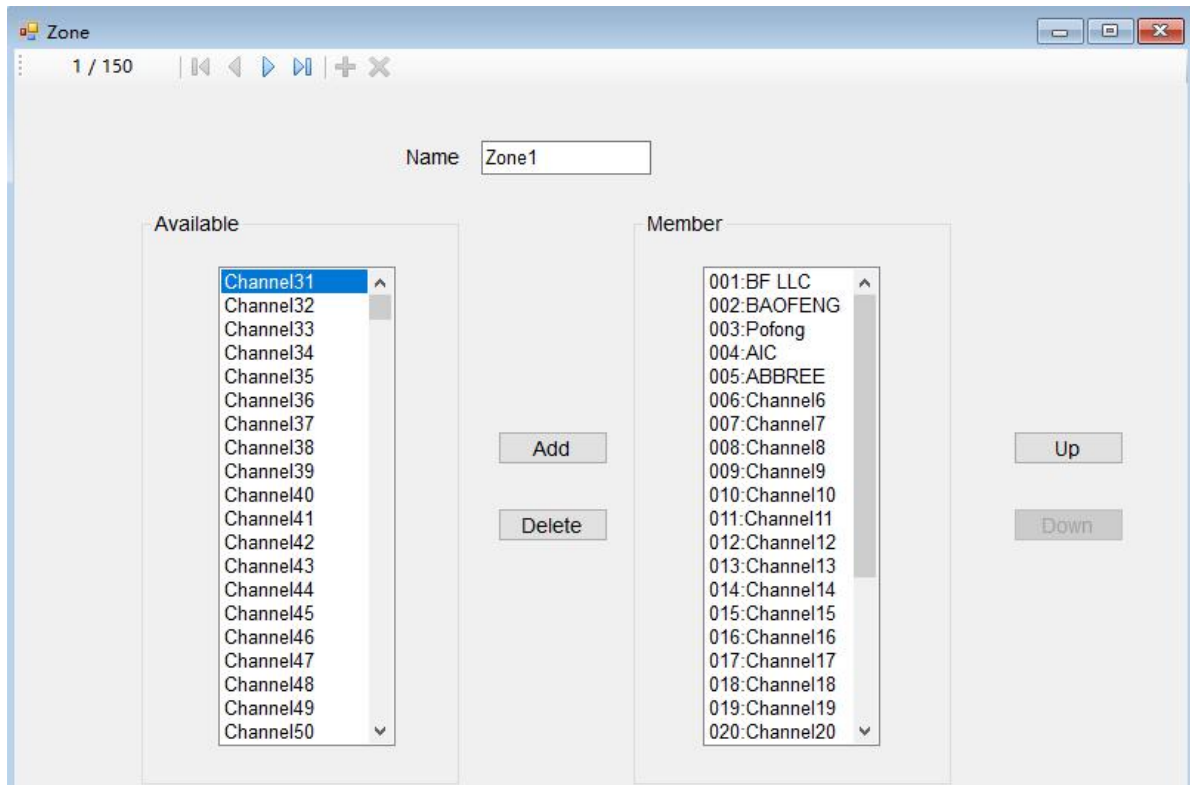 Zone
1 / 150
Name Zone1
Available
Channel31
Channel32
Channel33
Channel34
Channel35
Channel36
Channel37
Channel38
Channel39
Channel40
Channel41
Channel42
Channel43
Channel44
Channel45
Channel46
Channel47
Channel48
Channel49
Channel50
Add
Delete
Member
001:BF LLC
002:BAOFENG
003:Pofong
004:AIC
005:ABBREE
006:Channel6
007:Channel7
008:Channel8
009:Channel9
010:Channel10
011:Channel11
012:Channel12
013:Channel13
014:Channel14
015:Channel15
016:Channel16
017:Channel17
018:Channel18
019:Channel19
020:Channel20
Up
Down